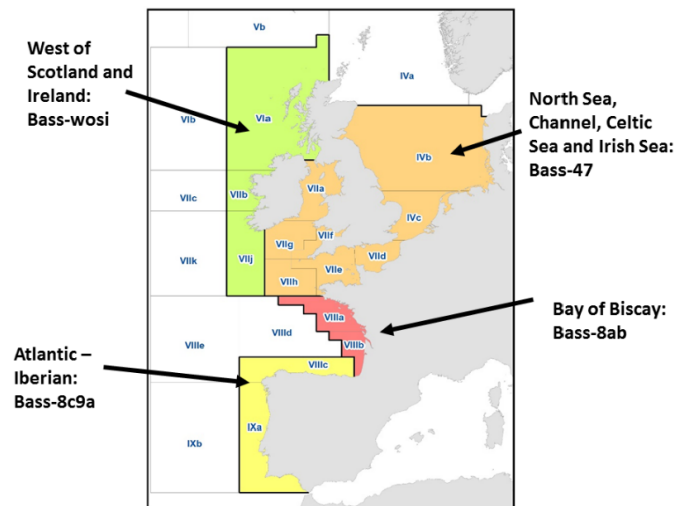 Vb
West of
Scotland and
Ireland:
Bass-wosi
IVa
North Sea,
Channel, Celtic
Sea and Irish Sea:
Bass-47
VIb
VIa
IVb
VIIc
VIIb
VIIa
IVc
VIIk
VIIj
VIIg
VIIf
VIIe
VIId
VIIh
Bay of Biscay:
Bass-8ab
VIIIe
VIIId
VIIIa
VIIIb
Atlantic –
Iberian:
Bass-8c9a
VIIIc
IXb
IXa